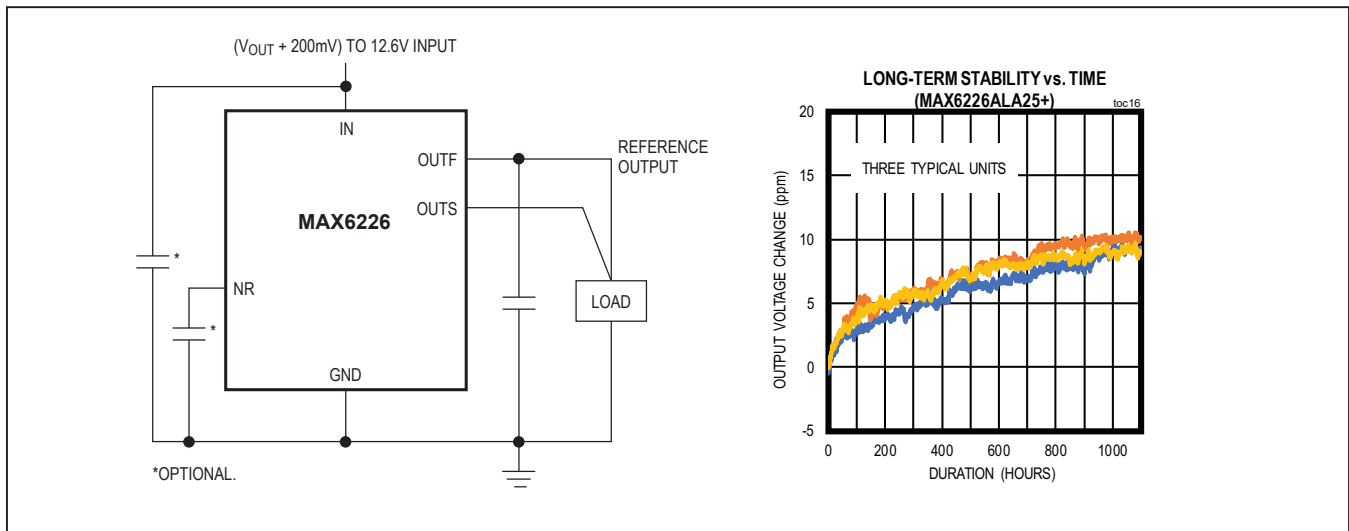 (VOUT + 200mV) TO 12.6V INPUT
IN
OUTF
REFERENCE
OUTPUT
OUTS
MAX6226
*
NR
*
LOAD
GND
*OPTIONAL.
LONG-TERM STABILITY vs. TIME
(MAX6226ALA25+)
toc16
THREE TYPICAL UNITS
OUTPUT VOLTAGE CHANGE (ppm)
20
15
10
5
0
-5
0 200 400 600 800 1000
DURATION (HOURS)